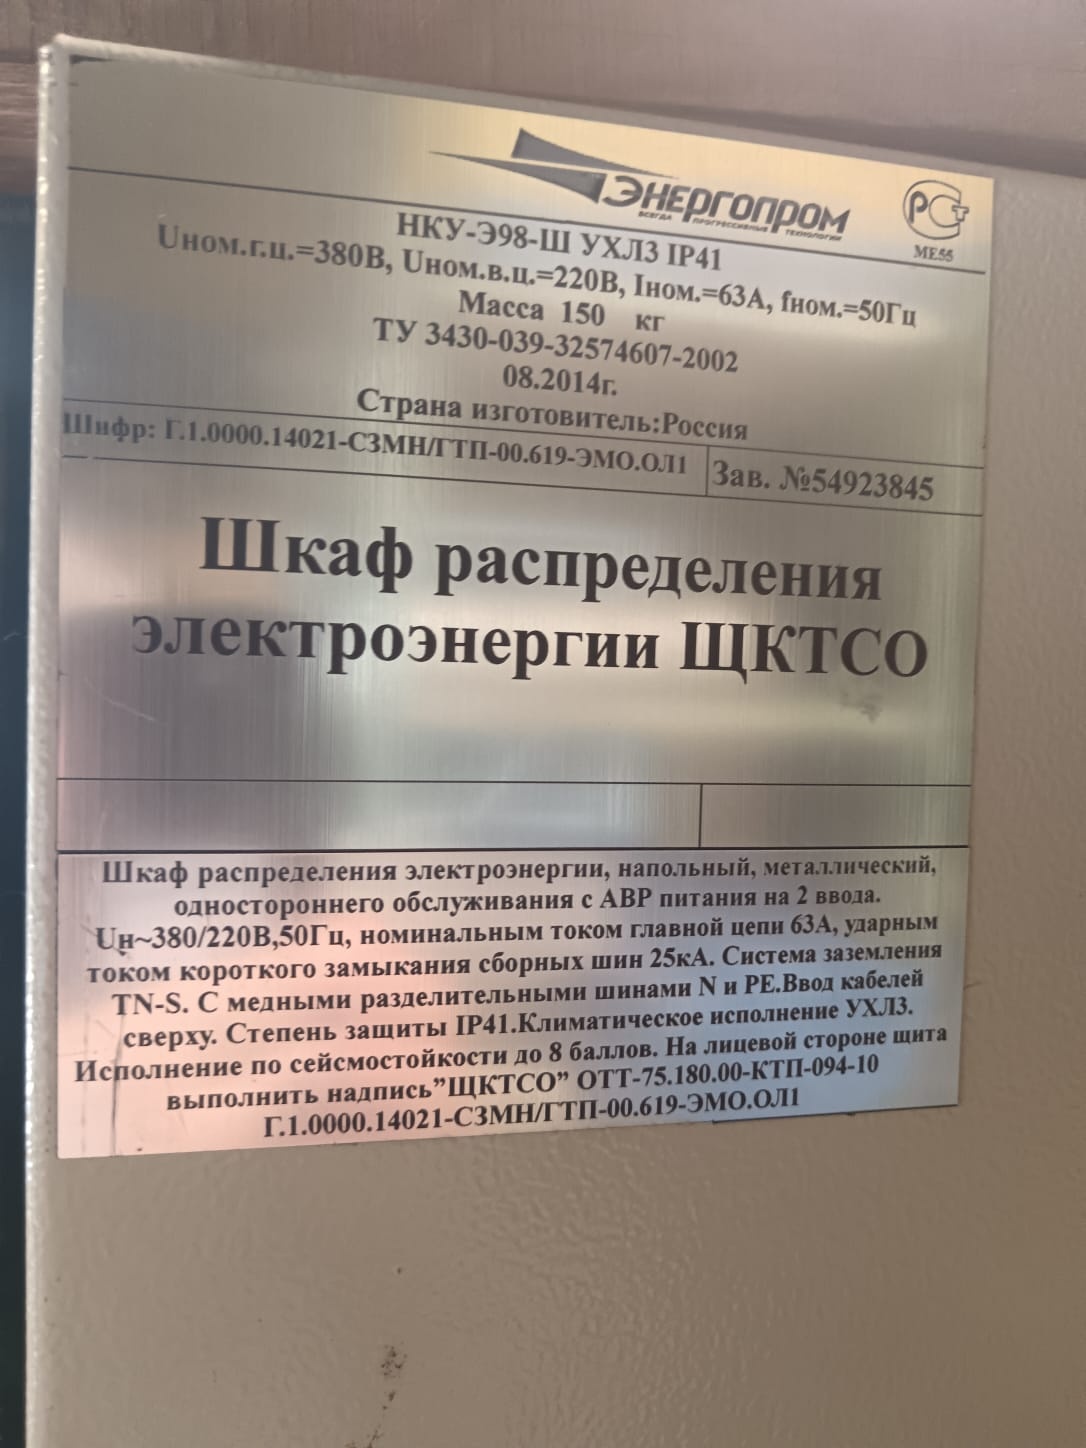 ЭНЕРГОПРОМ
ВСЕГДА ПРОГРЕССИВНЫЕ ТЕХНОЛОГИИ
РСТ
МЕ55
НКУ-Э98-Ш УХЛ3 IP41
Uном.г.ц.=380В, Uном.в.ц.=220В, Iном.=63А, fном.=50Гц
Масса 150 кг
ТУ 3430-039-32574607-2002
08.2014г.
Страна изготовитель:Россия
Шифр: Г.1.0000.14021-СЗМН/ГТП-00.619-ЭМО.ОЛ1
Зав. №54923845
Шкаф распределения
электроэнергии ЩКТСО
Шкаф распределения электроэнергии, напольный, металлический,
одностороннего обслуживания с АВР питания на 2 ввода.
Uн~380/220В,50Гц, номинальным током главной цепи 63А, ударным
током короткого замыкания сборных шин 25кА. Система заземления
TN-S. С медными разделительными шинами N и PE.Ввод кабелей
сверху. Степень защиты IP41.Климатическое исполнение УХЛ3.
Исполнение по сейсмостойкости до 8 баллов. На лицевой стороне щита
выполнить надпись”ЩКТСО” ОТТ-75.180.00-КТП-094-10
Г.1.0000.14021-СЗМН/ГТП-00.619-ЭМО.ОЛ1